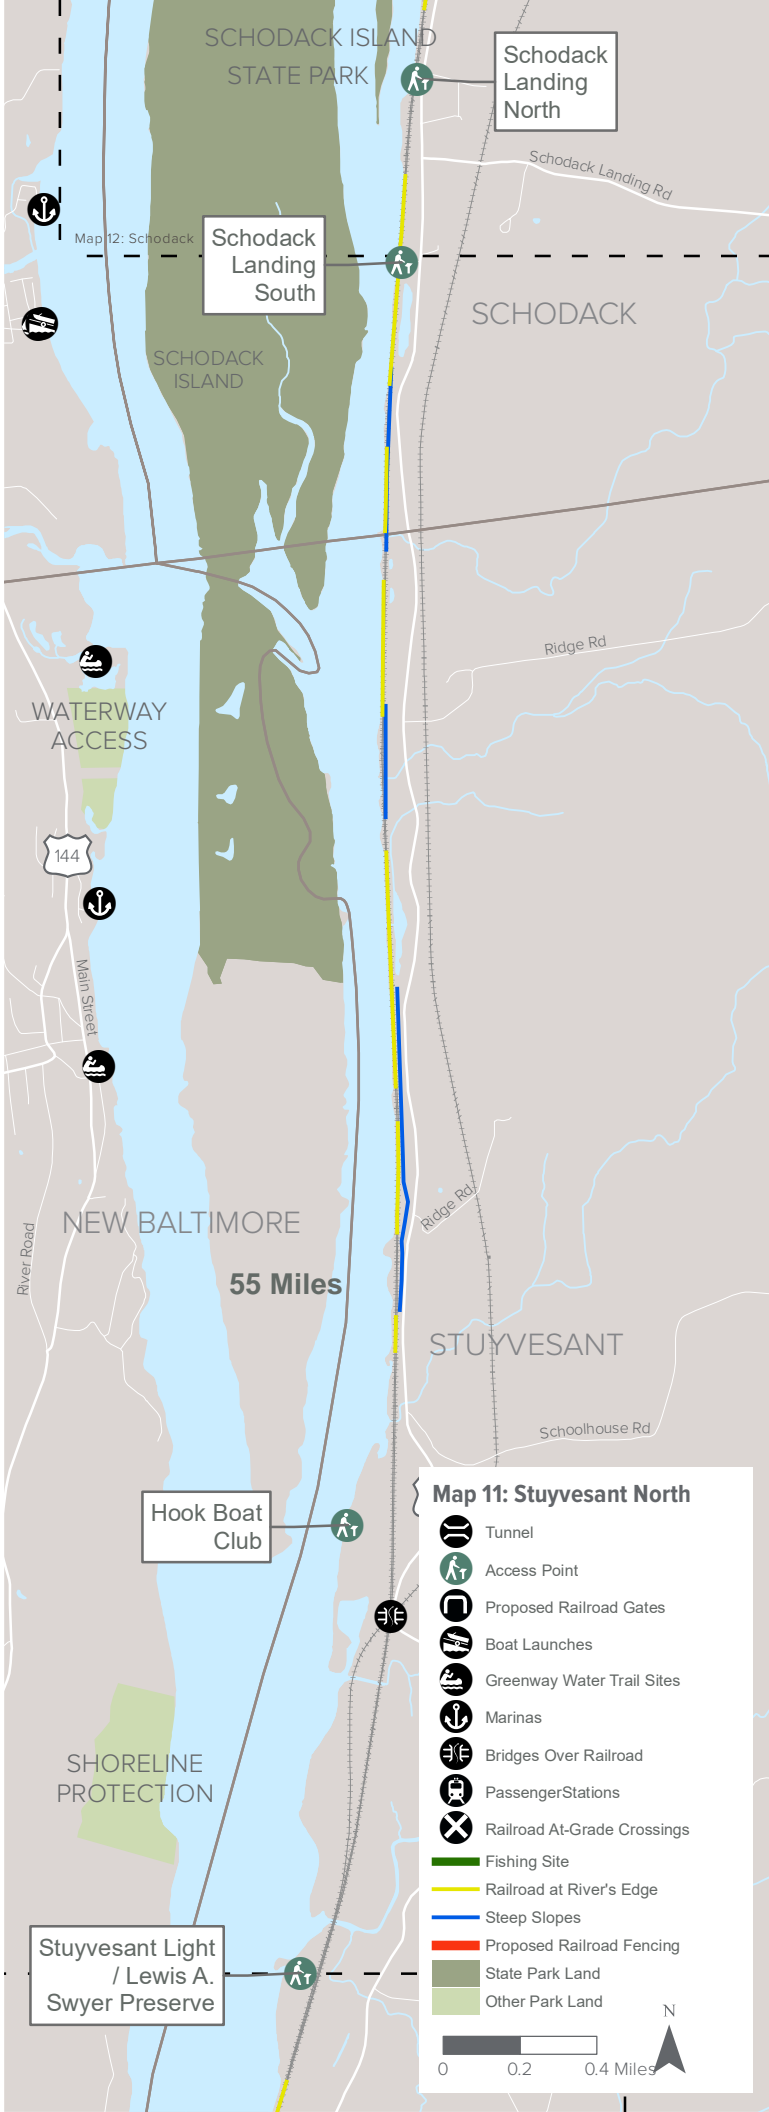 SCHODACK ISLAND
STATE PARK
Schodack
Landing
North
Schodack Landing Rd
Map 12: Schodack
Schodack
Landing
South
SCHODACK
SCHODACK
ISLAND
Ridge Rd
WATERWAY
ACCESS
144
Main Street
Ridge Rd
NEW BALTIMORE
River Road
55 Miles
STUYVESANT
Schoolhouse Rd
Hook Boat
Club
SHORELINE
PROTECTION
Stuyvesant Light
/ Lewis A.
Swyer Preserve
Map 11: Stuyvesant North
Tunnel
Access Point
Proposed Railroad Gates
Boat Launches
Greenway Water Trail Sites
Marinas
Bridges Over Railroad
PassengerStations
Railroad At-Grade Crossings
Fishing Site
Railroad at River's Edge
Steep Slopes
Proposed Railroad Fencing
State Park Land
Other Park Land
N
0 0.2 0.4 Miles